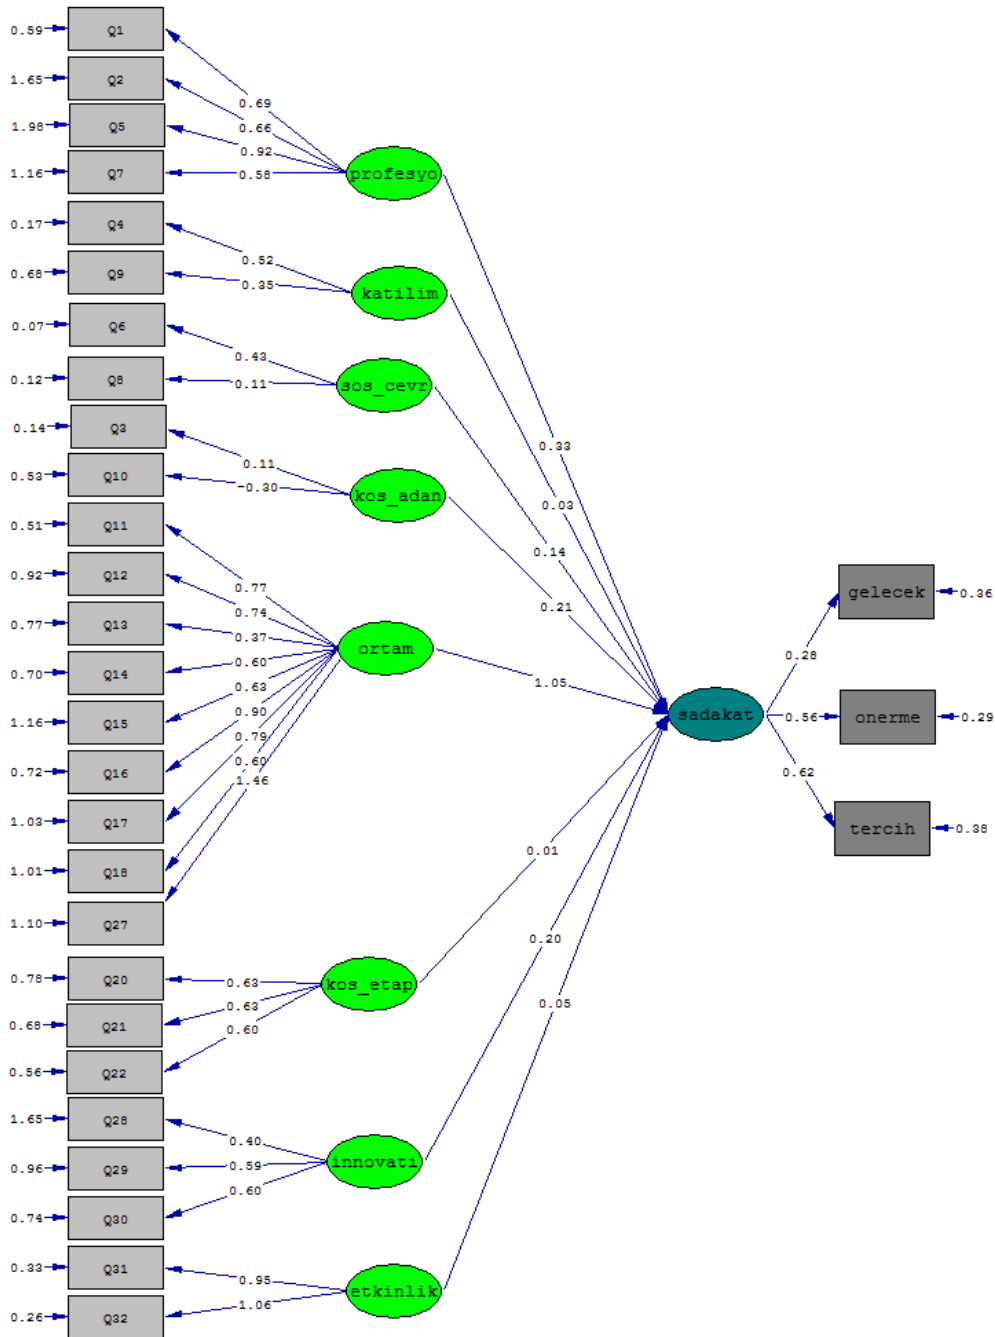 0.59 Q1
1.65 Q2
0.69
0.66
1.98 Q5
0.92
1.16 Q7
0.58
profesyo
0.17 Q4
0.52
0.68 Q9
0.35
katilim
0.07 Q6
0.43
0.12 Q8
0.11
sos_cevr
0.14 Q3
0.11
0.53 Q10
-0.30
kos_adan
0.33
0.03
0.14
0.21
0.51 Q11
0.92 Q12
0.77
0.74
0.77 Q13
0.37
0.70 Q14
0.60
0.63
1.16 Q15
0.90
0.79
0.72 Q16
0.60
1.46
1.03 Q17
1.01 Q18
1.10 Q27
ortam
1.05
sadakat
0.28
0.56
0.62
gelecek 0.36
onerme 0.29
tercih 0.38
0.01
0.20
0.05
0.78 Q20
0.63
0.68 Q21
0.63
0.60
0.56 Q22
kos_etap
1.65 Q28
0.40
0.96 Q29
0.59
0.60
0.74 Q30
innovati
0.33 Q31
0.95
0.26 Q32
1.06
etkinlik